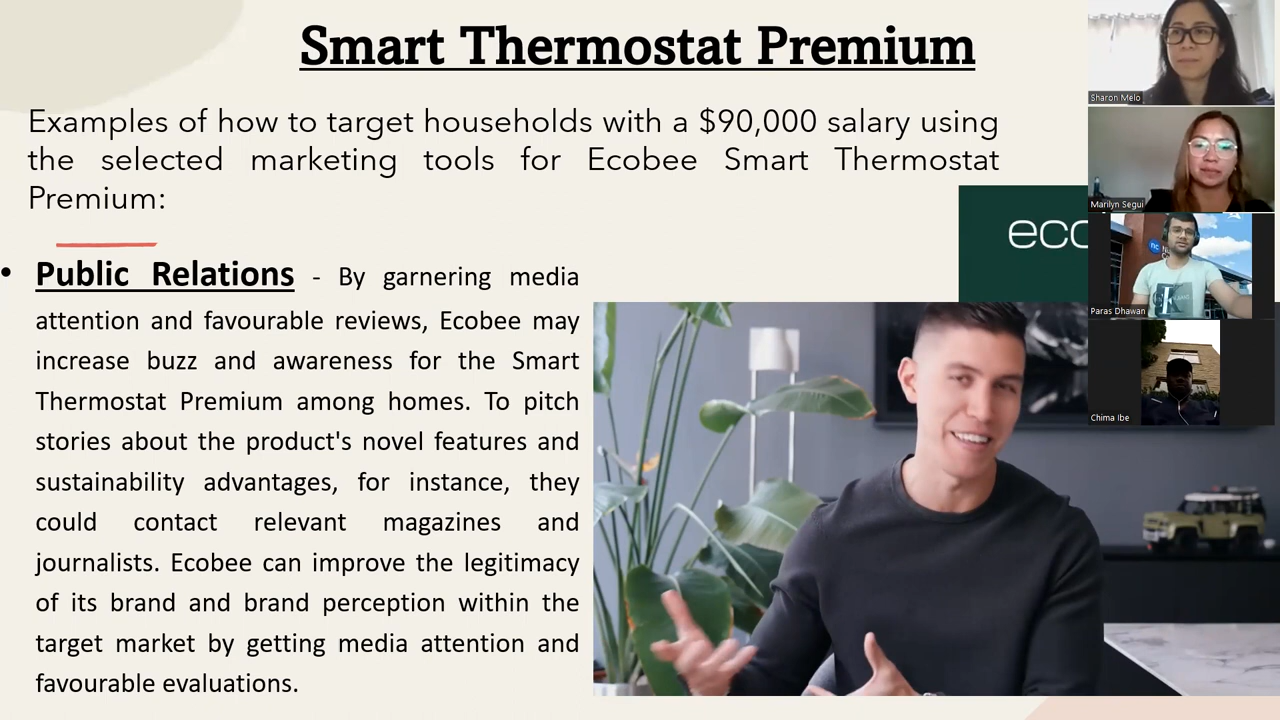 Smart Thermostat Premium
Examples of how to target households with a $90,000 salary using
the selected marketing tools for Ecobee Smart Thermostat
Premium:
• Public Relations - By garnering media
attention and favourable reviews, Ecobee may
increase buzz and awareness for the Smart
Thermostat Premium among homes. To pitch
stories about the product's novel features and
sustainability advantages, for instance, they
could contact relevant magazines and
journalists. Ecobee can improve the legitimacy
of its brand and brand perception within the
target market by getting media attention and
favourable evaluations.
Sharon Melo
Marilyn Segui
Paras Dhawan
Chima Ibe
nc